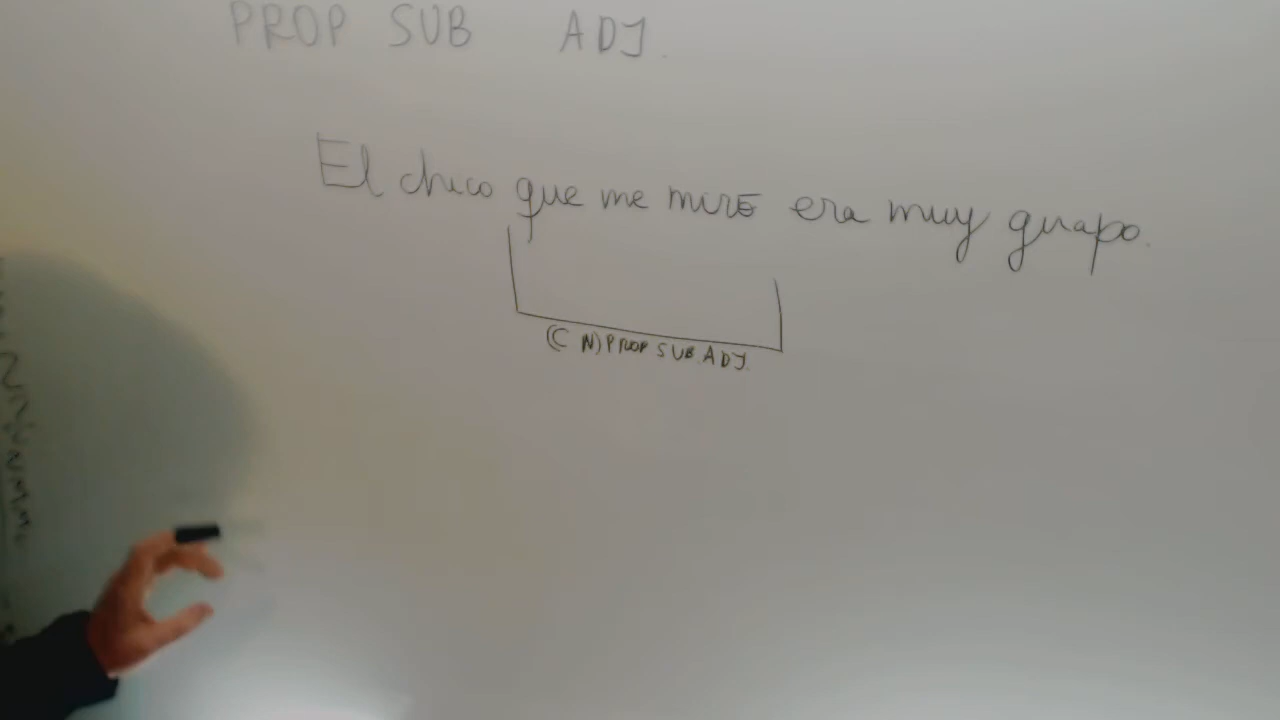 PROP SUB ADJ.
El chico que me miró era muy guapo.
(C N) PROP SUB ADJ.